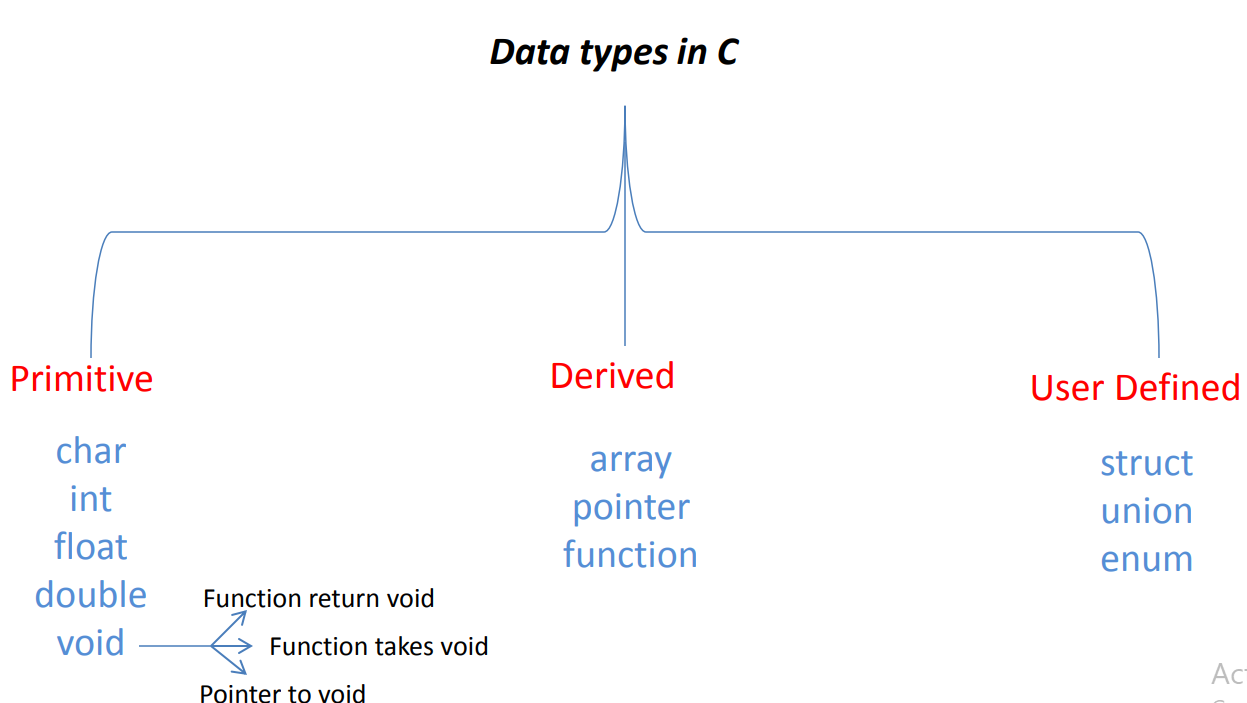 Data types in C
Primitive
char
int
float
double
void
Function return void
Function takes void
Pointer to void
Derived
array
pointer
function
User Defined
struct
union
enum